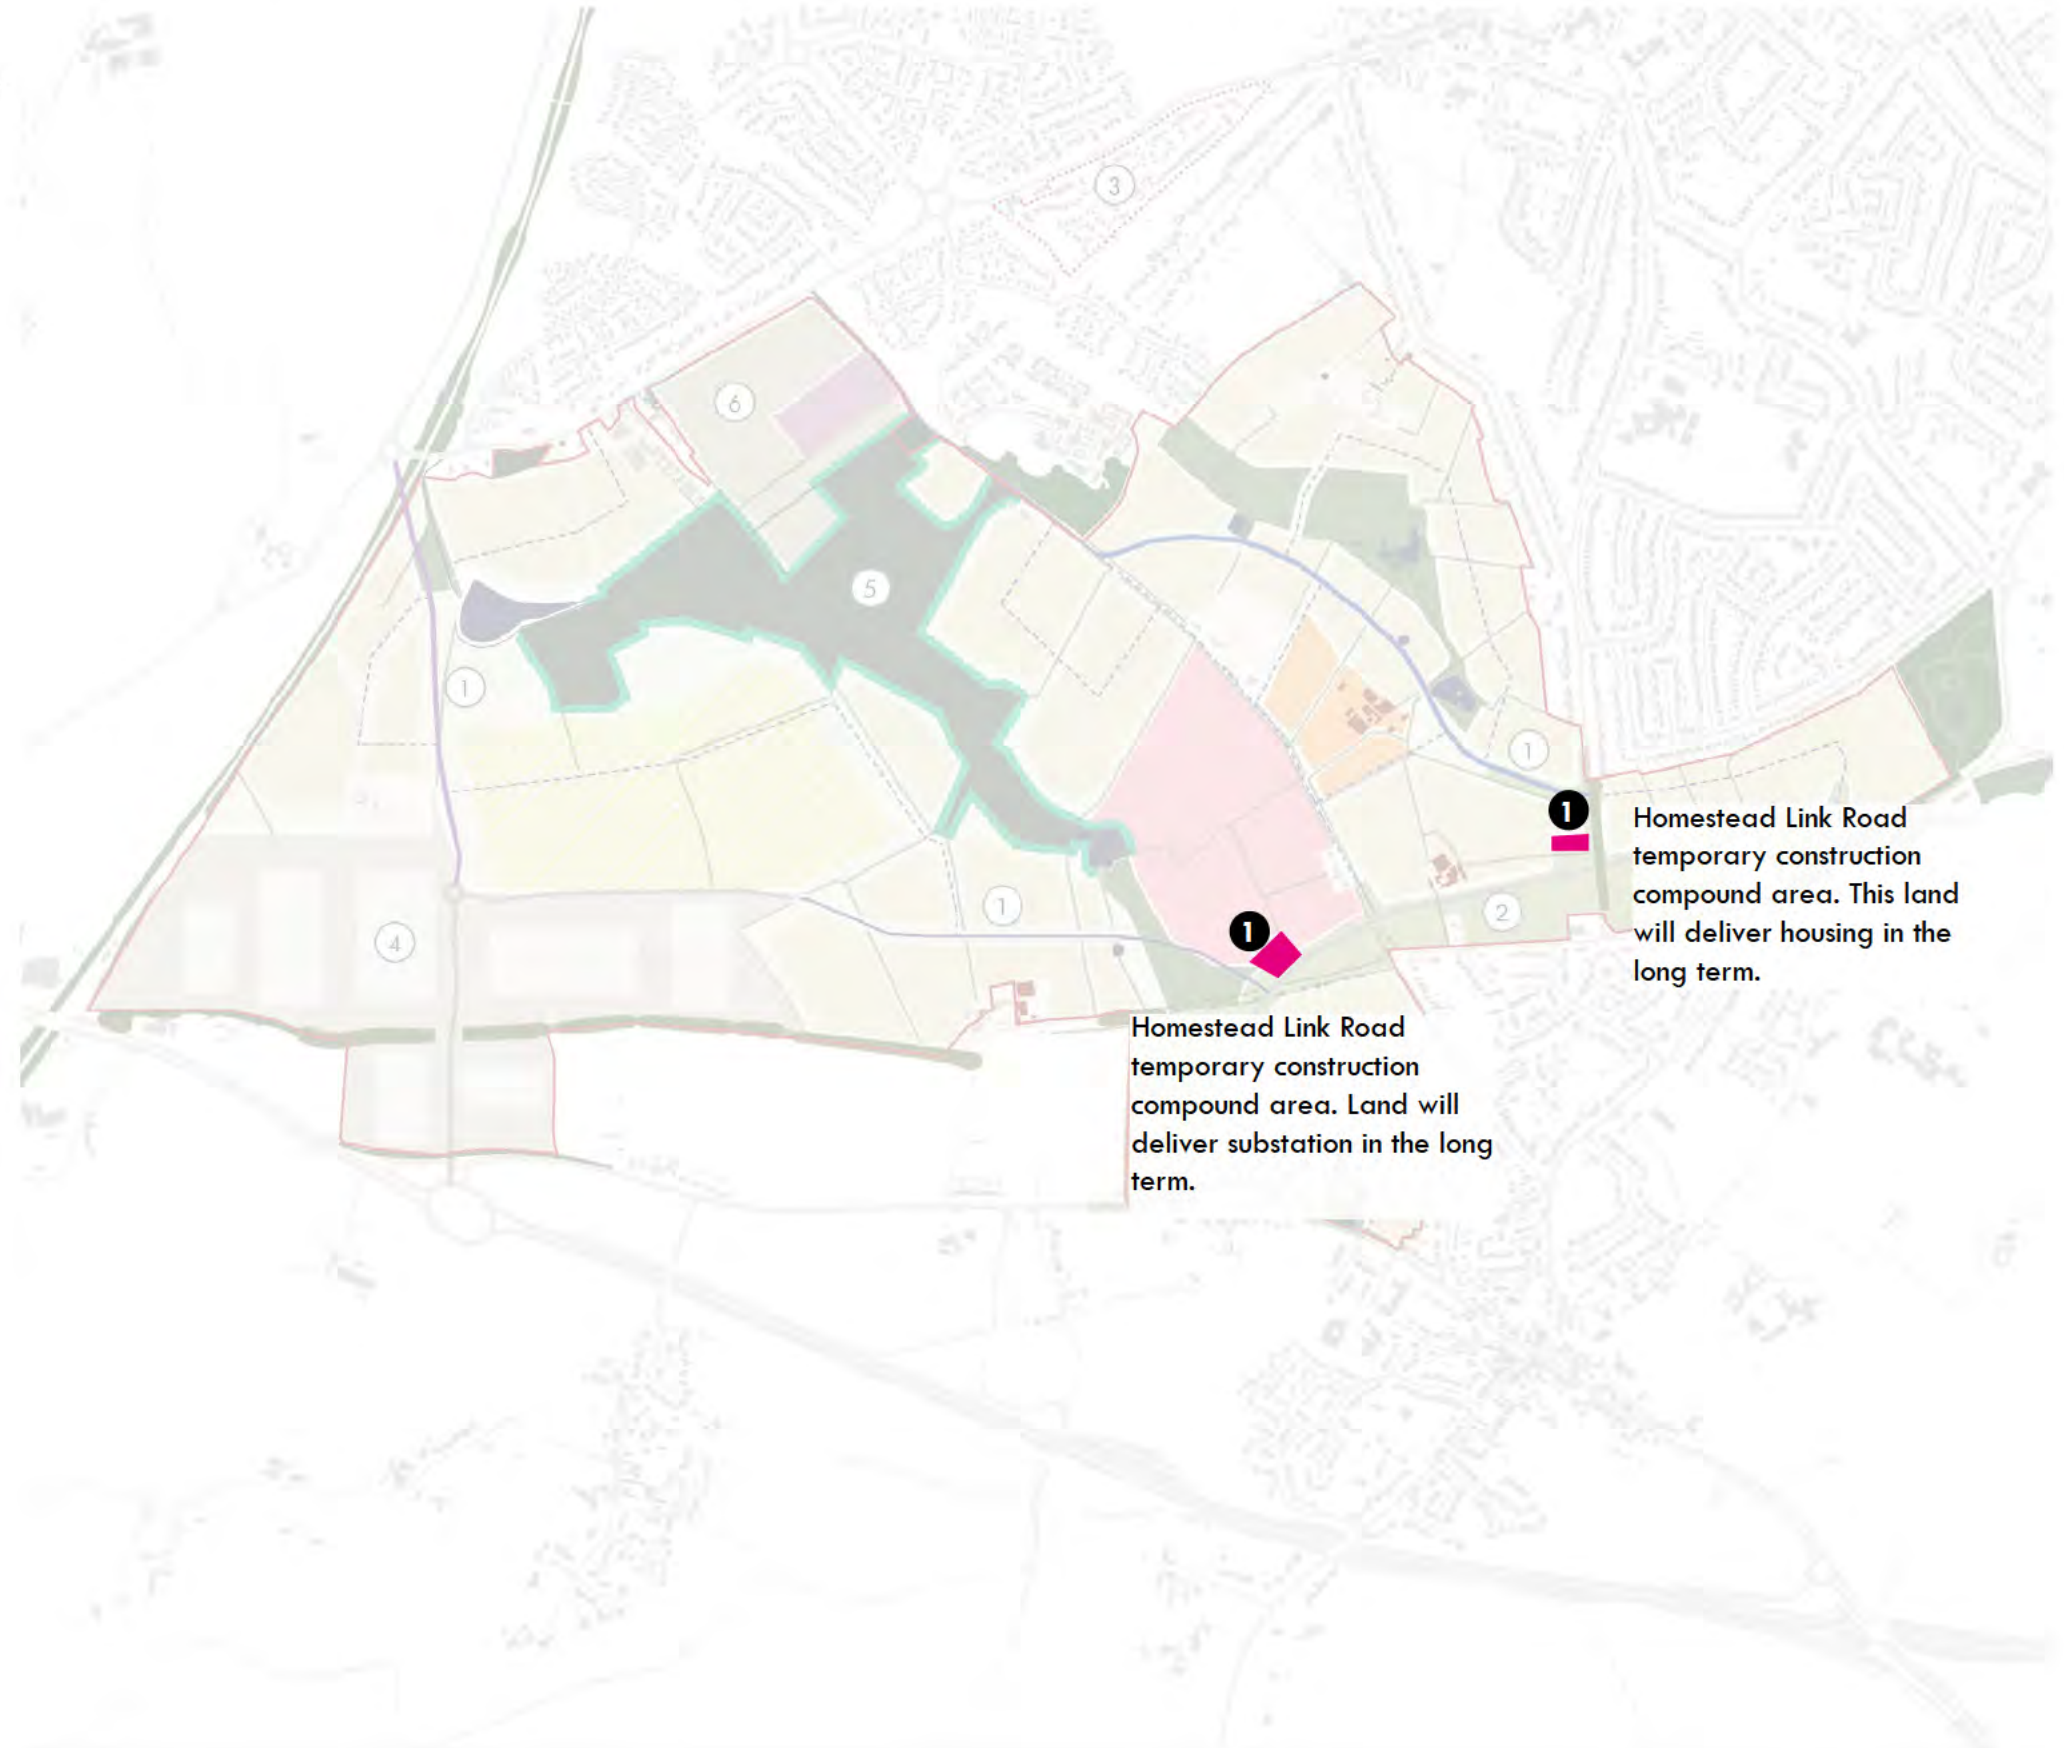 3
6
5
1
1
1
Homestead Link Road
temporary construction
compound area. This land
will deliver housing in the
long term.
2
1
1
4
Homestead Link Road
temporary construction
compound area. Land will
deliver substation in the long
term.